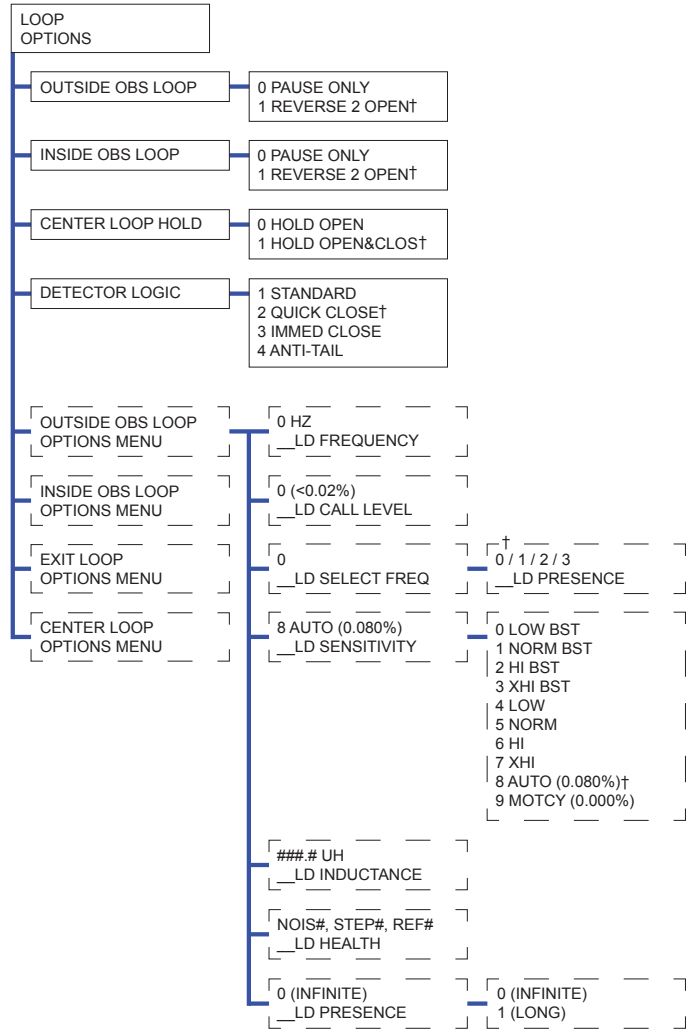 LOOP
OPTIONS
OUTSIDE OBS LOOP
0 PAUSE ONLY
1 REVERSE 2 OPEN†
INSIDE OBS LOOP
0 PAUSE ONLY
1 REVERSE 2 OPEN†
CENTER LOOP HOLD
0 HOLD OPEN
1 HOLD OPEN&CLOS†
DETECTOR LOGIC
1 STANDARD
2 QUICK CLOSE†
3 IMMED CLOSE
4 ANTI-TAIL
OUTSIDE OBS LOOP
OPTIONS MENU
0 HZ
__LD FREQUENCY
INSIDE OBS LOOP
OPTIONS MENU
0 (<0.02%)
__LD CALL LEVEL
EXIT LOOP
OPTIONS MENU
0
__LD SELECT FREQ
†
0 / 1 / 2 / 3
__LD PRESENCE
CENTER LOOP
OPTIONS MENU
8 AUTO (0.080%)
__LD SENSITIVITY
0 LOW BST
1 NORM BST
2 HI BST
3 XHI BST
4 LOW
5 NORM
6 HI
7 XHI
8 AUTO (0.080%)†
9 MOTCY (0.000%)
###.# UH
__LD INDUCTANCE
NOIS#, STEP#, REF#
__LD HEALTH
0 (INFINITE)
__LD PRESENCE
0 (INFINITE)
1 (LONG)